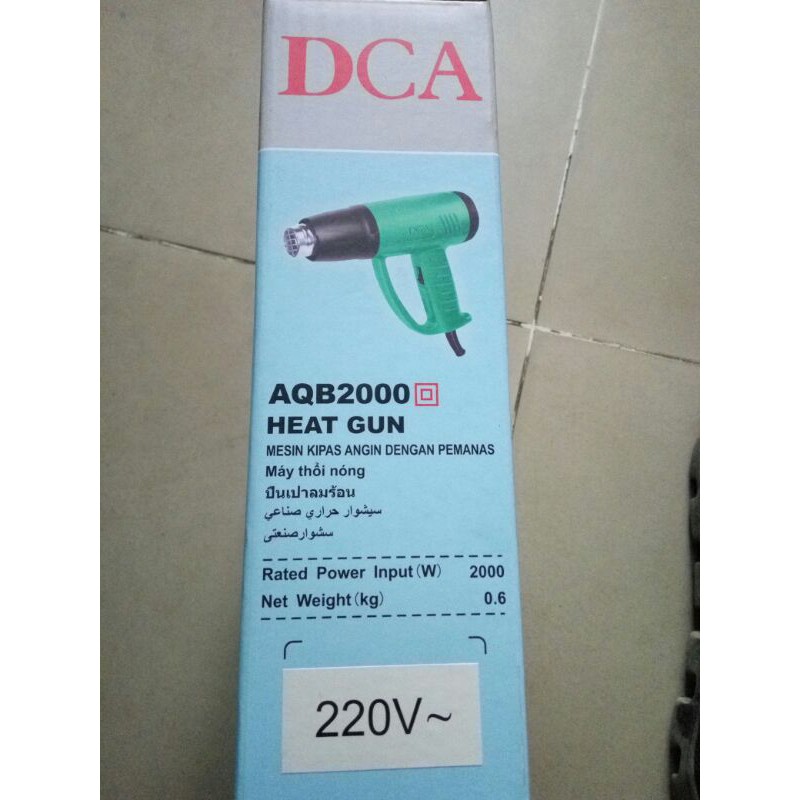 DCA
AQB2000
HEAT GUN
MESIN KIPAS ANGIN DENGAN PEMANAS
Máy thổi nóng
ปืนเป่าลมร้อน
سيشوار حراري صناعي
سشوارصنعتی
Rated Power Input(W) 2000
Net Weight(kg) 0.6
220V~